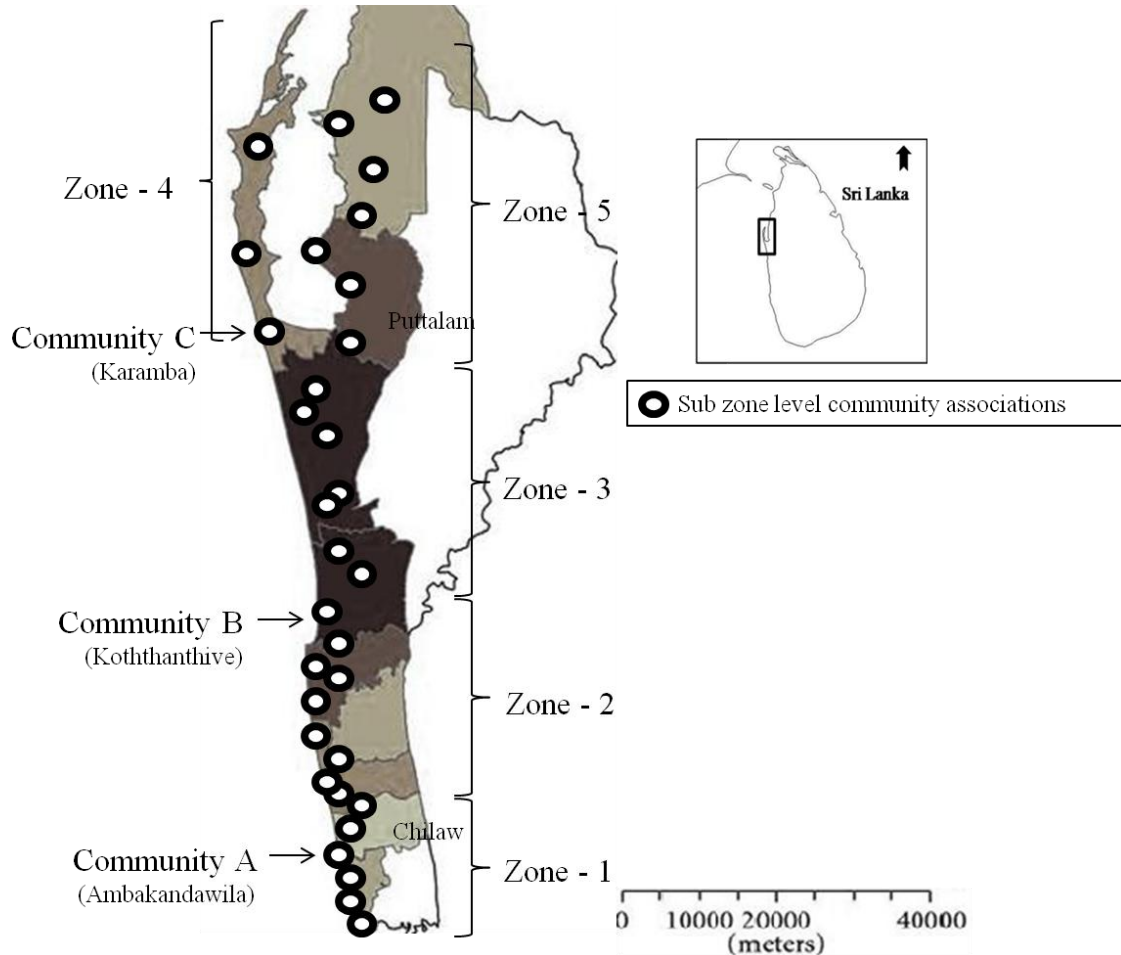 Zone - 4
Zone - 5
Sri Lanka
Puttalam
Community C
(Karamba)
Sub zone level community associations
Zone - 3
Community B
(Koththanthive)
Zone - 2
Chilaw
Community A
(Ambakandawila)
Zone - 1
0 10000 20000 40000
(meters)